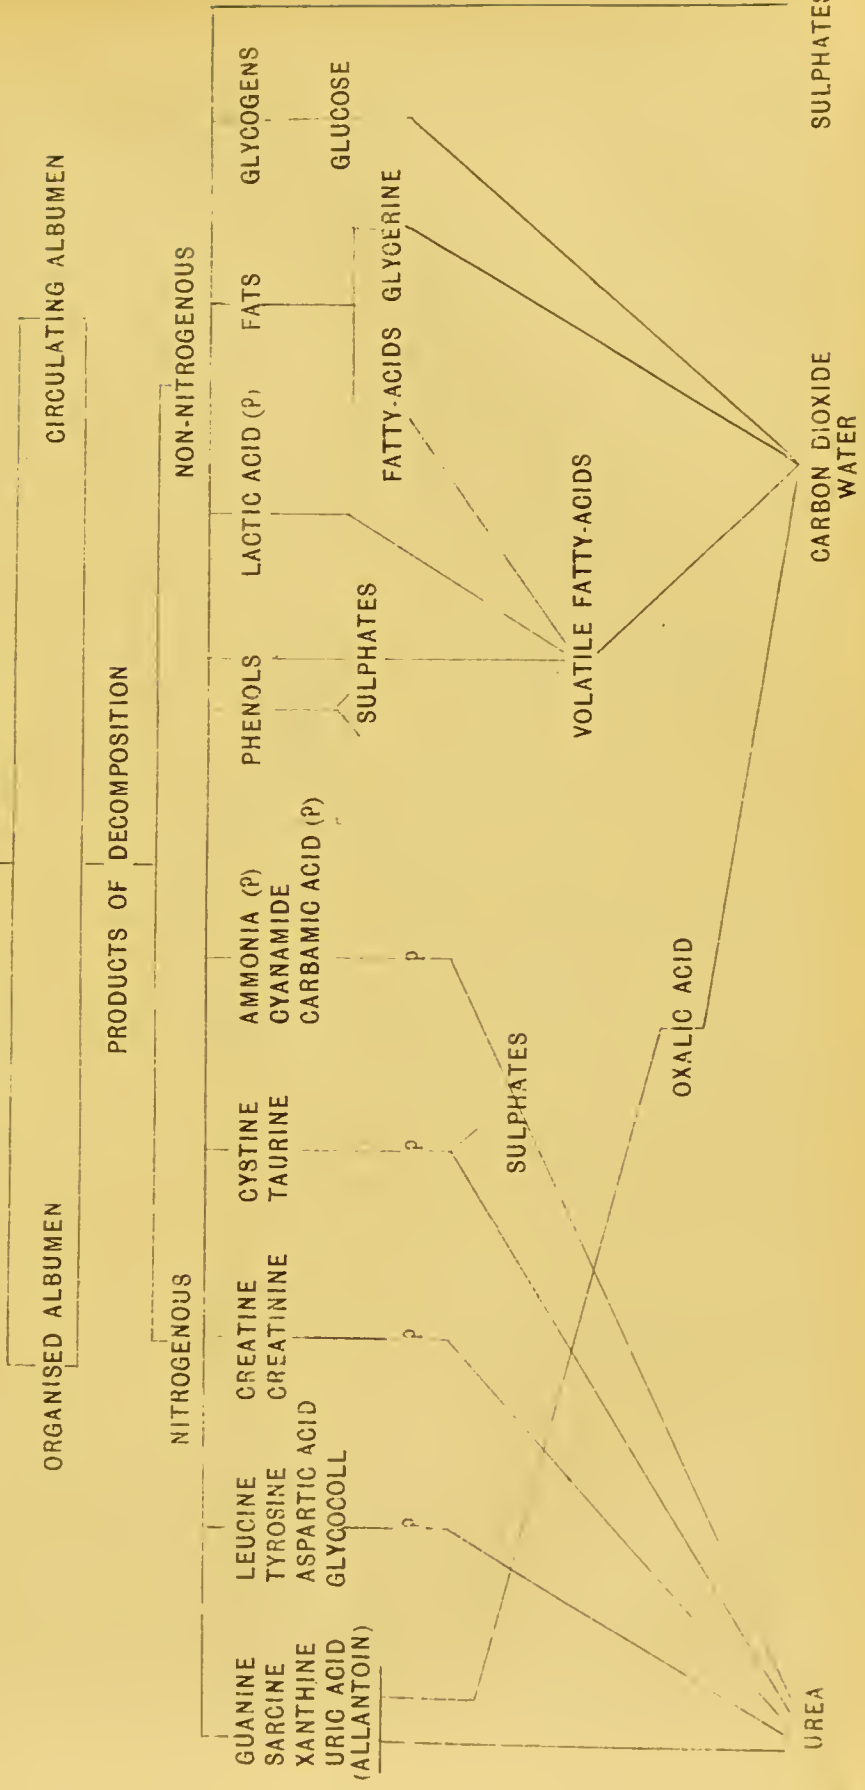 ORGANISED ALBUMEN
CIRCULATING ALBUMEN
PRODUCTS OF DECOMPOSITION
NITROGENOUS
NON-NITROGENOUS
GUANINE
SARCINE
XANTHINE
URIC ACID
(ALLANTOIN)
LEUCINE
TYROSINE
ASPARTIC ACID
GLYCOCOLL
CREATINE
CREATININE
CYSTINE
TAURINE
AMMONIA (?)
CYANAMIDE
CARBAMIC ACID (?)
PHENOLS
SULPHATES
LACTIC ACID (?)
FATS
FATTY-ACIDS GLYCERINE
GLYCOGENS
GLUCOSE
?
?
?
?
SULPHATES
VOLATILE FATTY-ACIDS
OXALIC ACID
UREA
CARBON DIOXIDE
WATER
SULPHATES